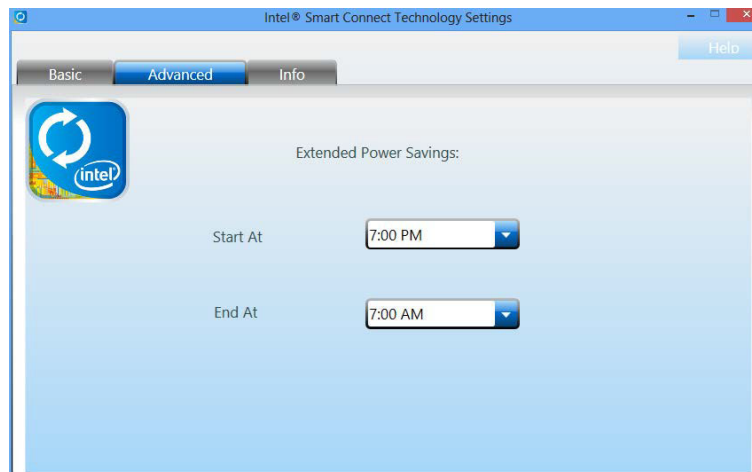 Intel® Smart Connect Technology Settings
Help
Basic Advanced Info
intel
Extended Power Savings:
Start At 7:00 PM
End At 7:00 AM